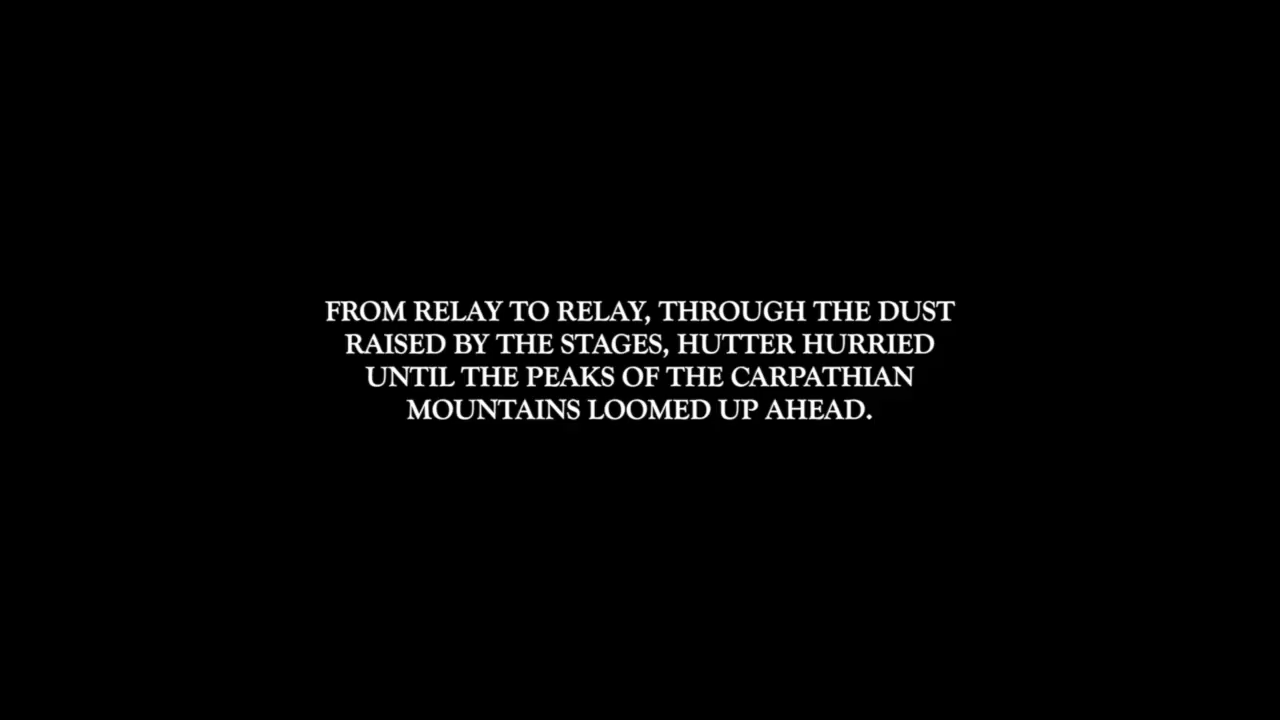 FROM RELAY TO RELAY, THROUGH THE DUST
RAISED BY THE STAGES, HUTTER HURRIED
UNTIL THE PEAKS OF THE CARPATHIAN
MOUNTAINS LOOMED UP AHEAD.